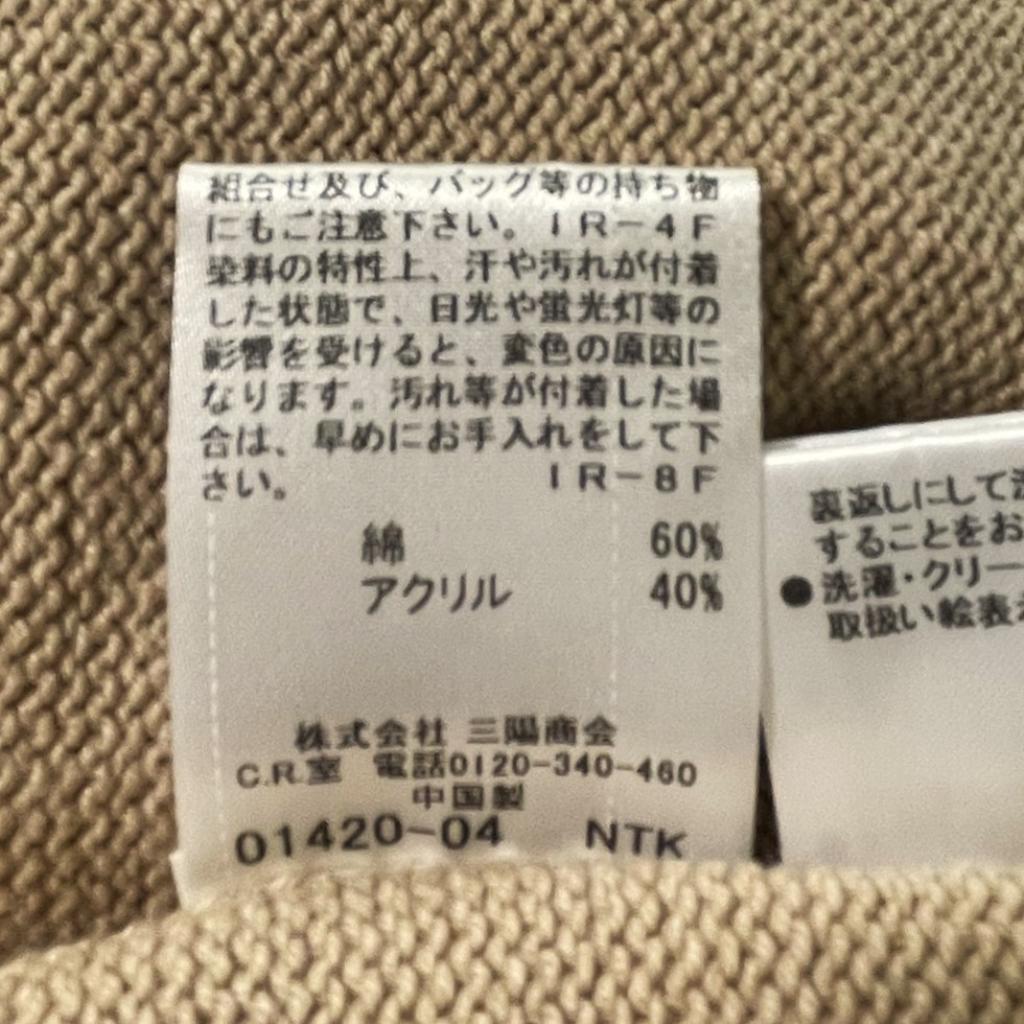 組合せ及び、バッグ等の持ち物
にもご注意下さい。IR-4F
染料の特性上、汗や汚れが付着
した状態で、日光や蛍光灯等の
影響を受けると、変色の原因に
なります。汚れ等が付着した場
合は、早めにお手入れをして下
さい。 IR-8F
綿 60%
アクリル 40%
株式会社 三陽商会
C.R.室 電話0120-340-460
中国製
01420-04 NTK
裏返しにして洗
することをお
●洗濯・クリー
取扱い絵表